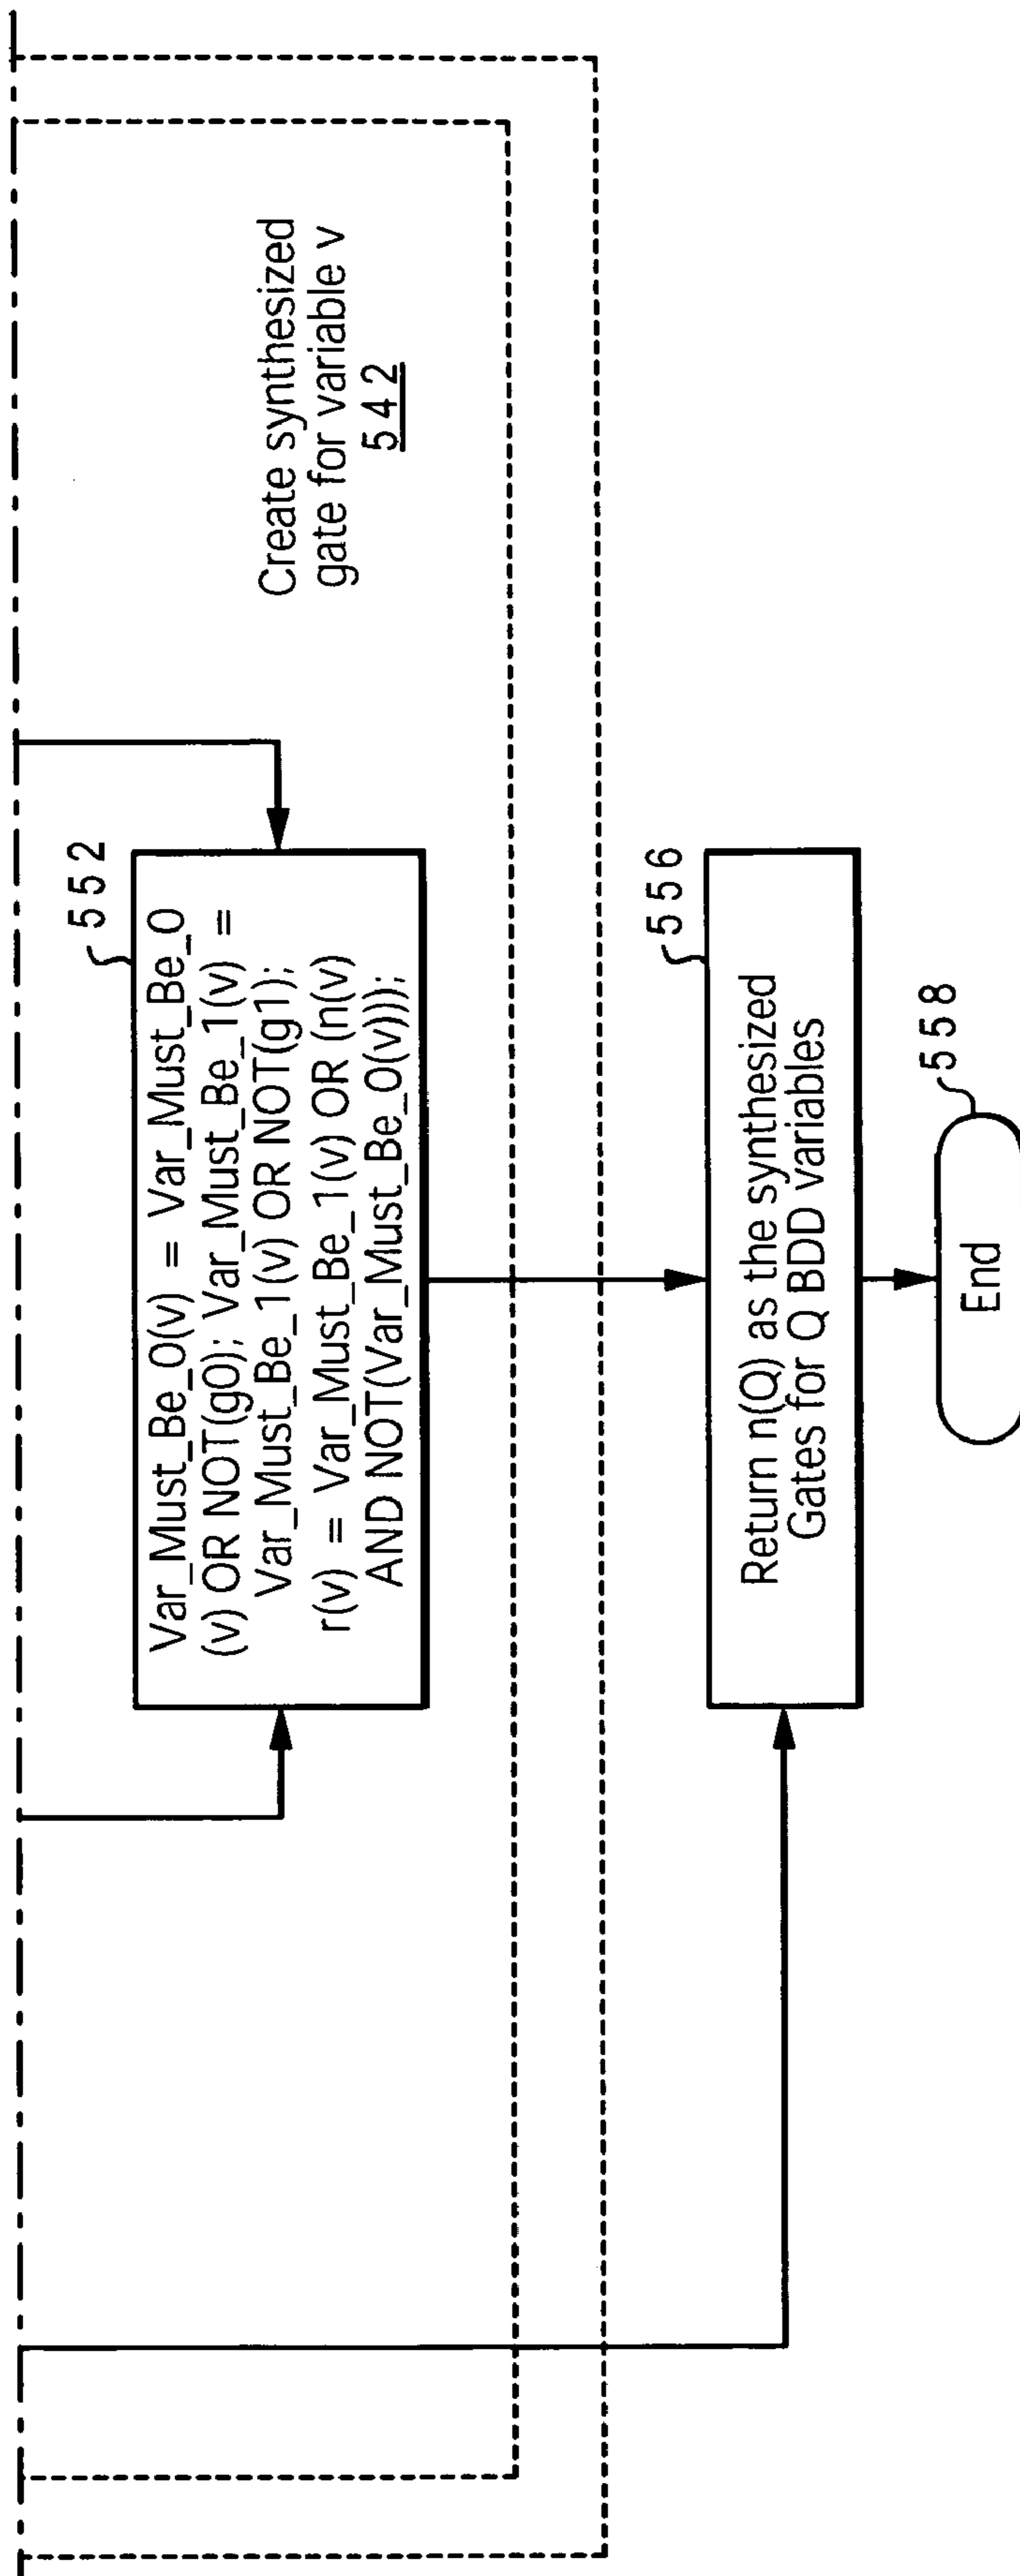 Create synthesized
gate for variable v
542
552
Var_Must_Be_0(v) = Var_Must_Be_0
(v) OR NOT(g0); Var_Must_Be_1(v) =
Var_Must_Be_1(v) OR NOT(g1);
r(v) = Var_Must_Be_1(v) OR (n(v)
AND NOT(Var_Must_Be_0(v)));
556
Return n(Q) as the synthesized
Gates for Q BDD variables
558
End